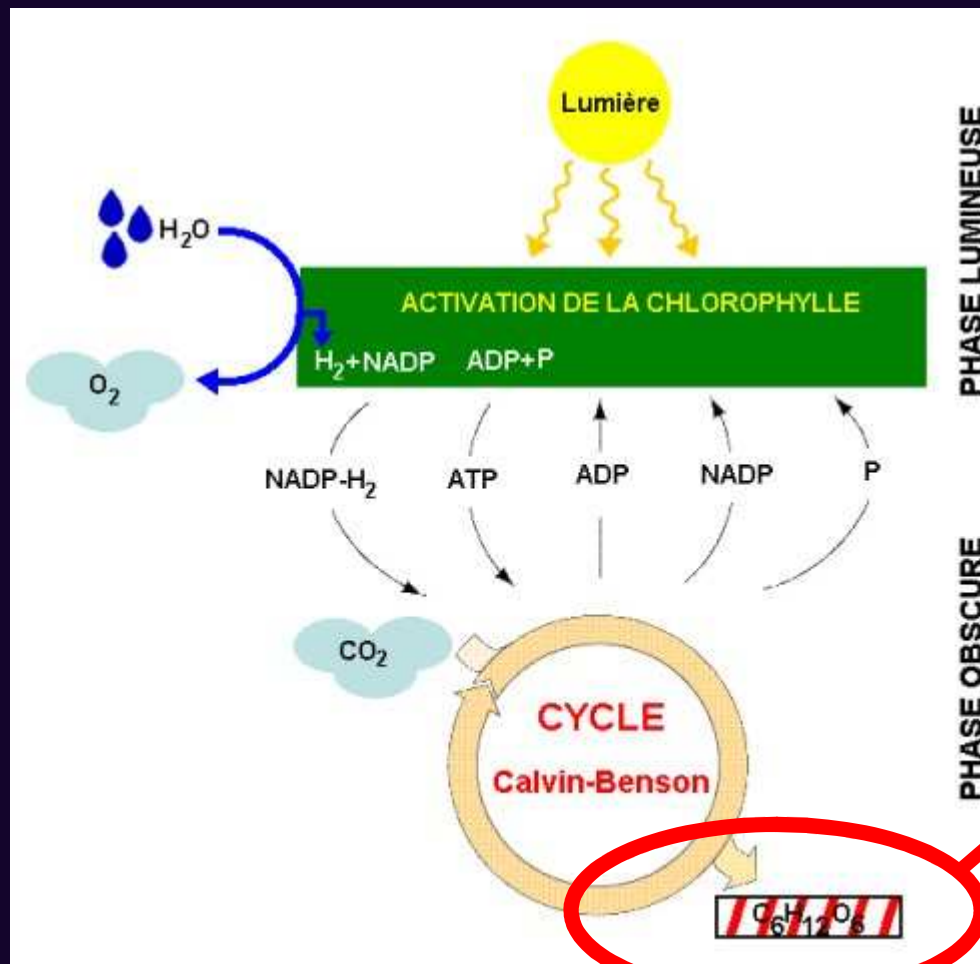 Lumière
H₂O
ACTIVATION DE LA CHLOROPHYLLE
H₂+NADP ADP+P
O₂
NADP-H₂ ATP ADP NADP P
CO₂
CYCLE
Calvin-Benson
C₆H₁₂O₆
PHASE LUMINEUSE
PHASE OBSCURE